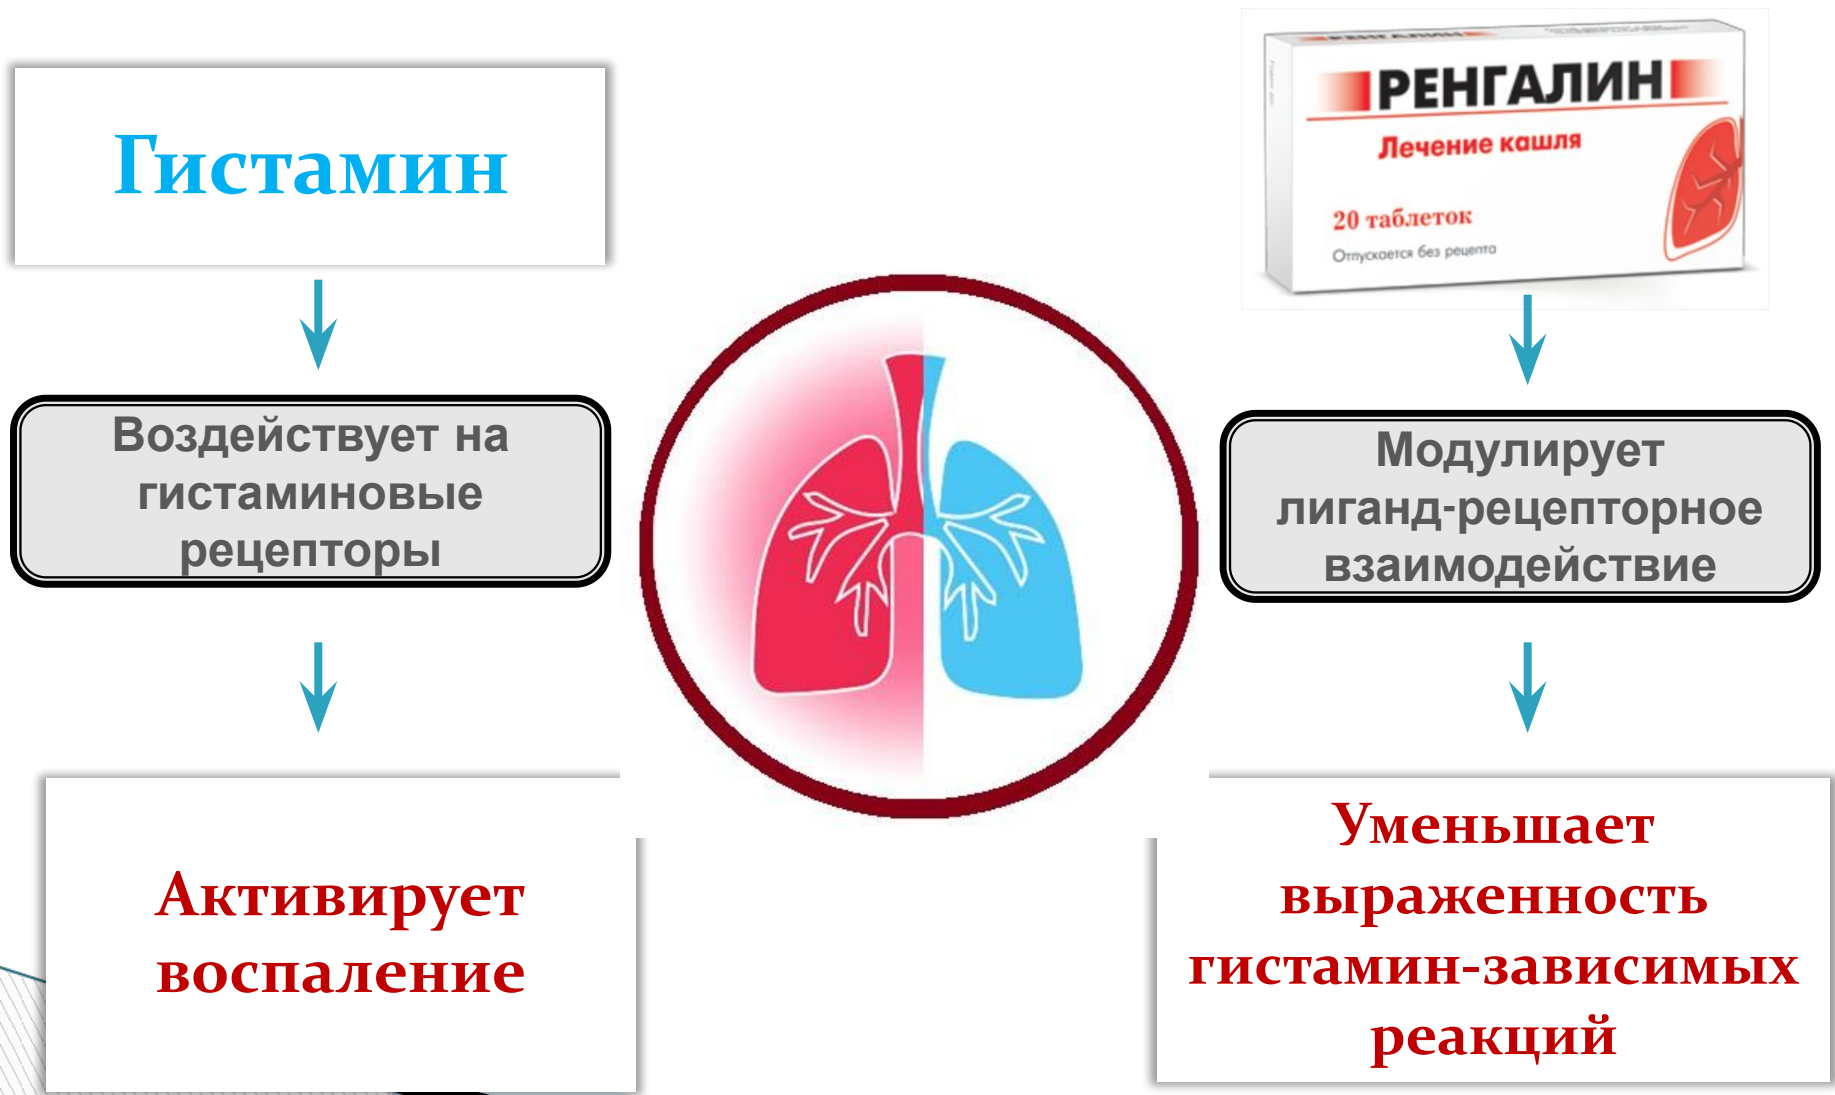 Гистамин
Воздействует на
гистаминовые
рецепторы
Активирует
воспаление
РЕНГАЛИН
РЕНГАЛИН
Лечение кашля
20 таблеток
Отпускается без рецепта
Модулирует
лиганд-рецепторное
взаимодействие
Уменьшает
выраженность
гистамин-зависимых
реакций